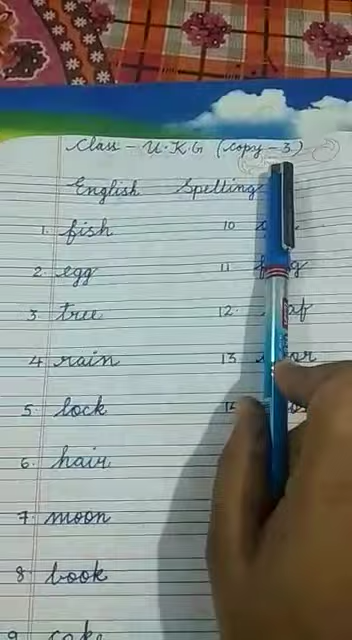 Class - U.K.G (Copy-3)
English Spelling
1. fish
2. egg
3. tree
4. rain
5. lock
6. hair
7. moon
8. book
9. cake
10
11
12.
13